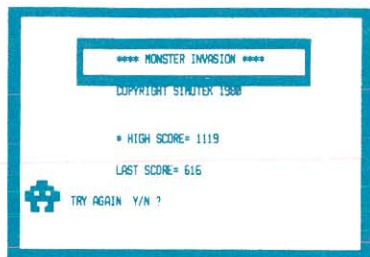 **** MONSTER INVASION ****
COPYRIGHT SIMUTEK 1980
* HIGH SCORE= 1119
LAST SCORE= 616
TRY AGAIN Y/N ?